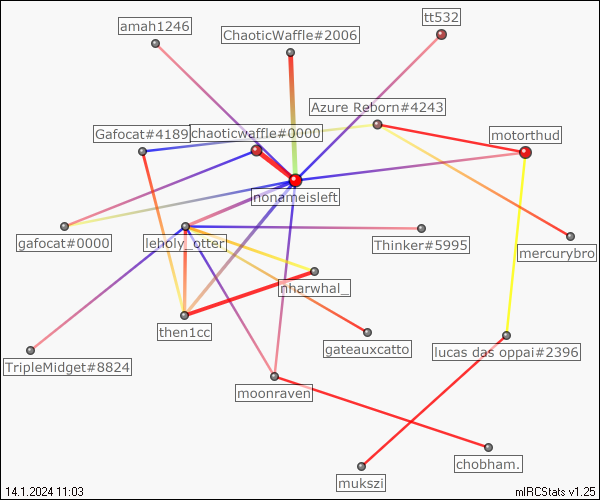 tt532
amah1246
ChaoticWaffle#2006
Azure Reborn#4243
Gafocat#4189
chaoticwaffle#0000
motorthud
nonameisleft
gafocat#0000
leholy_otter
Thinker#5995
mercurybro
nharwhal_
then1cc
gateauxcatto
lucas das oppai#2396
TripleMidget#8824
moonraven
chobham.
mukszi
14.1.2024 11:03
mIRCStats v1.25